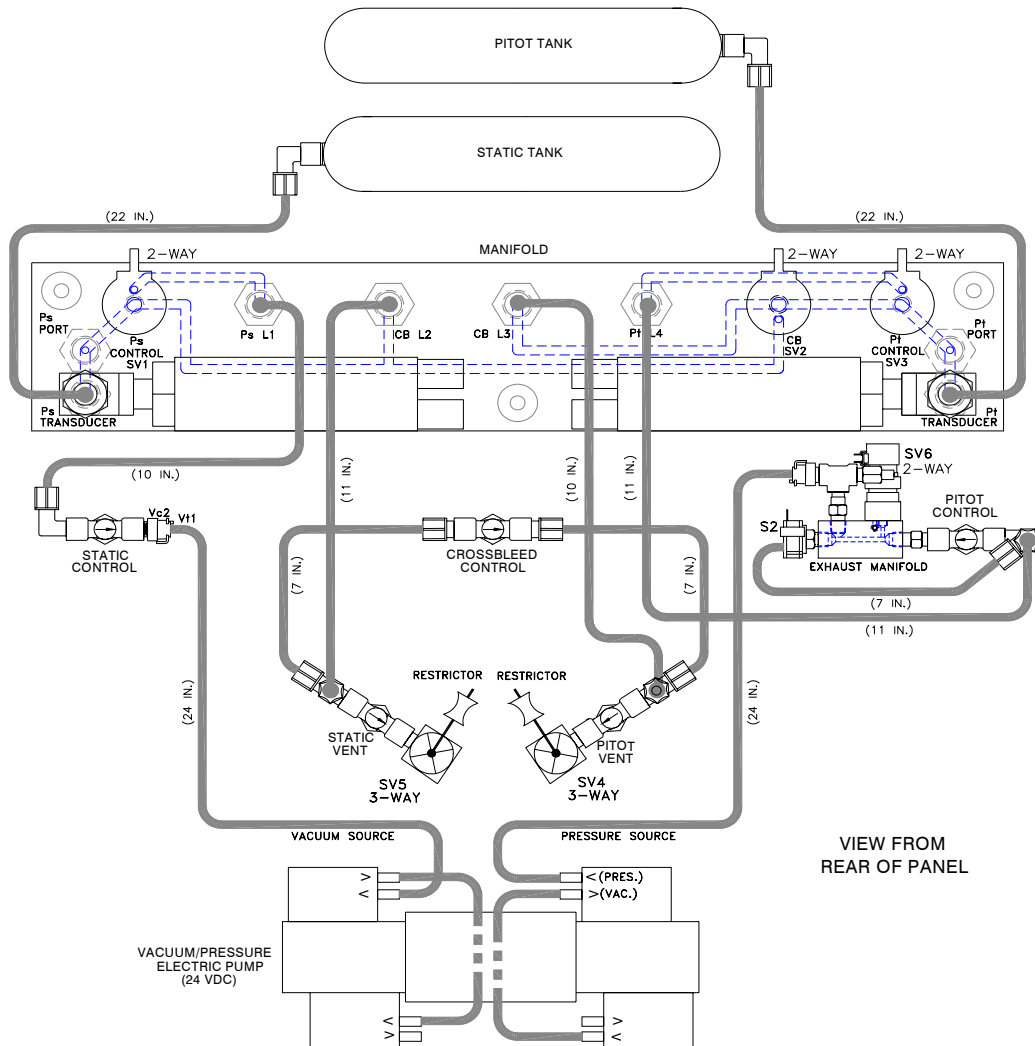 PITOT TANK
STATIC TANK
(22 IN.)
(22 IN.)
MANIFOLD
2-WAY
2-WAY
2-WAY
Ps
PORT
Ps
CONTROL
SV1
Ps L1
CB L2
CB L3
Pt L4
CB
SV2
Pt
CONTROL
SV3
Pt
PORT
Ps
TRANSDUCER
Pt
TRANSDUCER
(10 IN.)
(11 IN.)
(10 IN.)
(11 IN.)
SV6
2-WAY
PITOT
CONTROL
S2
EXHAUST MANIFOLD
Vc2
Vt1
STATIC
CONTROL
CROSSBLEED
CONTROL
(7 IN.)
(7 IN.)
(7 IN.)
(11 IN.)
(24 IN.)
(24 IN.)
RESTRICTOR
RESTRICTOR
STATIC
VENT
PITOT
VENT
SV5
3-WAY
SV4
3-WAY
VACUUM SOURCE
PRESSURE SOURCE
VIEW FROM
REAR OF PANEL
>
<
<(PRES.)
>(VAC.)
VACUUM/PRESSURE
ELECTRIC PUMP
(24 VDC)
<
>
>
<